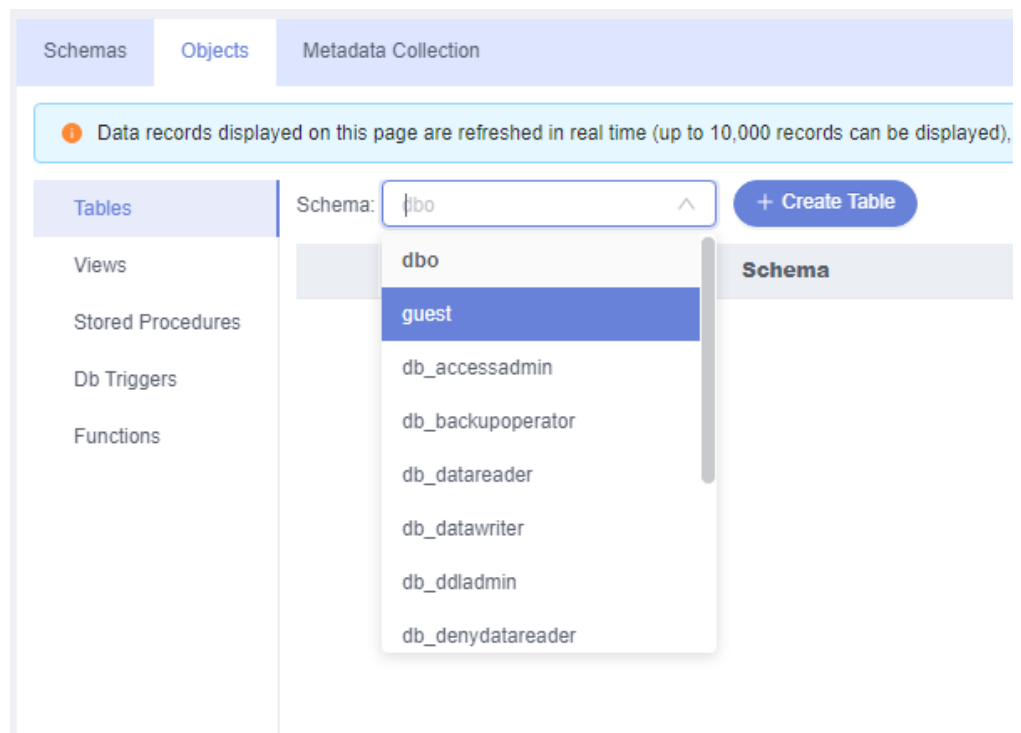 Schemas Objects Metadata Collection
Data records displayed on this page are refreshed in real time (up to 10,000 records can be displayed),
Tables
Views
Stored Procedures
Db Triggers
Functions
Schema: dbo + Create Table
Schema
dbo
guest
db_accessadmin
db_backupoperator
db_datareader
db_datawriter
db_ddladmin
db_denydatareader